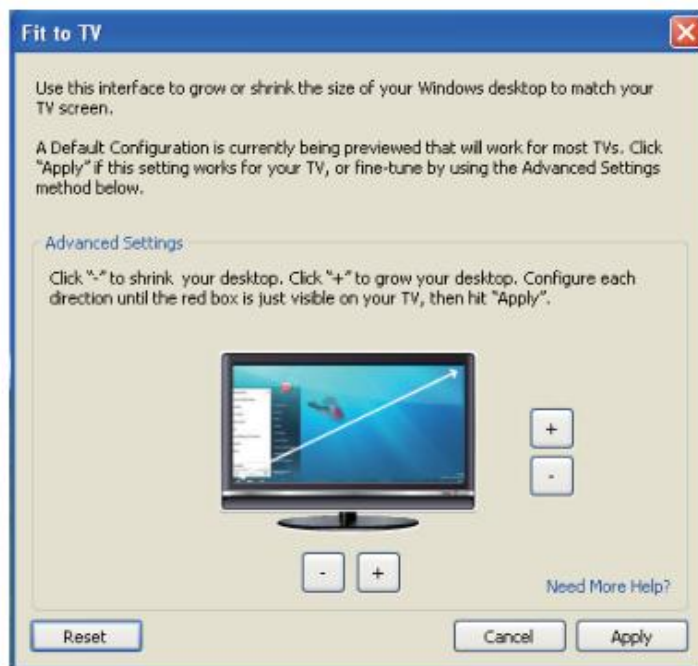 Fit to TV
Use this interface to grow or shrink the size of your Windows desktop to match your
TV screen.
A Default Configuration is currently being previewed that will work for most TVs. Click
"Apply" if this setting works for your TV, or fine-tune by using the Advanced Settings
method below.
Advanced Settings
Click "-" to shrink your desktop. Click "+" to grow your desktop. Configure each
direction until the red box is just visible on your TV, then hit "Apply".
+
-
- +
Need More Help?
Reset Cancel Apply